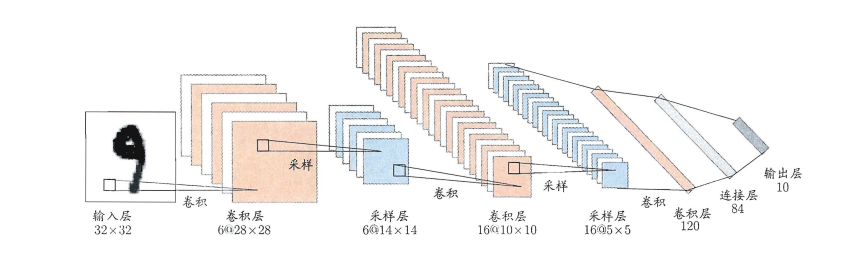 9
采样
卷积
卷积
采样
卷积
输入层
32×32
卷积层
6@28×28
采样层
6@14×14
卷积层
16@10×10
采样层
16@5×5
卷积层
120
连接层
84
输出层
10